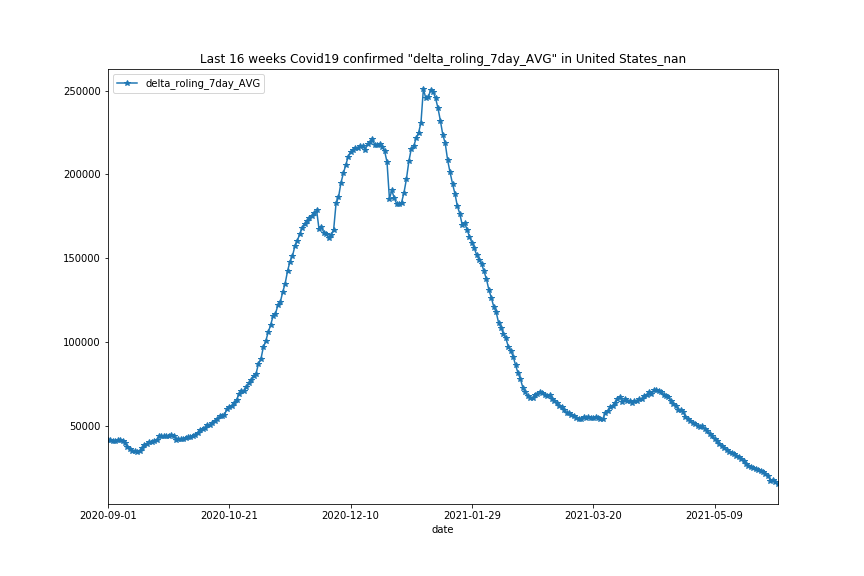 Last 16 weeks Covid19 confirmed "delta_roling_7day_AVG" in United States_nan
delta_roling_7day_AVG
250000
200000
150000
100000
50000
2020-09-01 2020-10-21 2020-12-10 2021-01-29 2021-03-20 2021-05-09
date